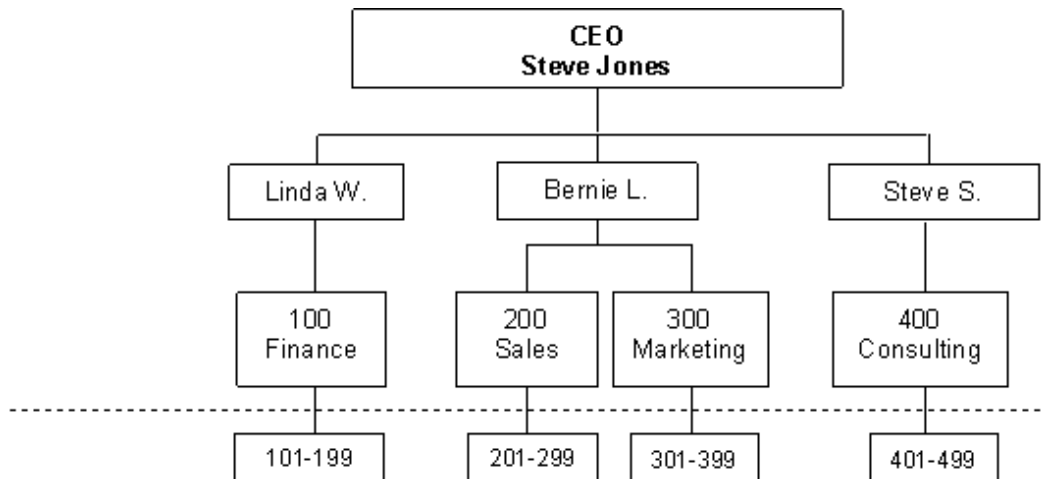 CEO
Steve Jones
Linda W.
Bernie L.
Steve S.
100
Finance
200
Sales
300
Marketing
400
Consulting
101-199
201-299
301-399
401-499